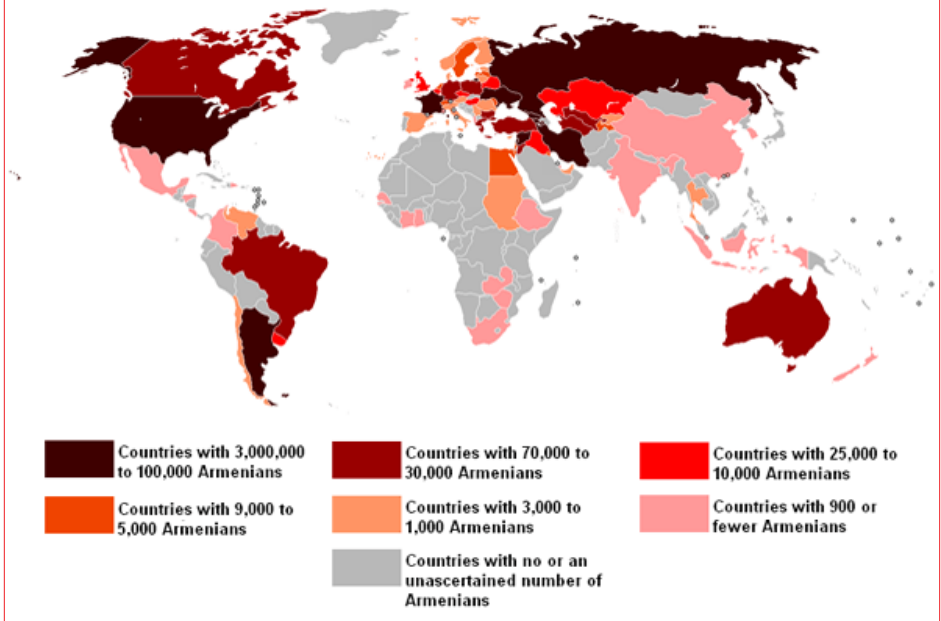 Countries with 3,000,000
to 100,000 Armenians
Countries with 70,000 to
30,000 Armenians
Countries with 25,000 to
10,000 Armenians
Countries with 9,000 to
5,000 Armenians
Countries with 3,000 to
1,000 Armenians
Countries with 900 or
fewer Armenians
Countries with no or an
unascertained number of
Armenians